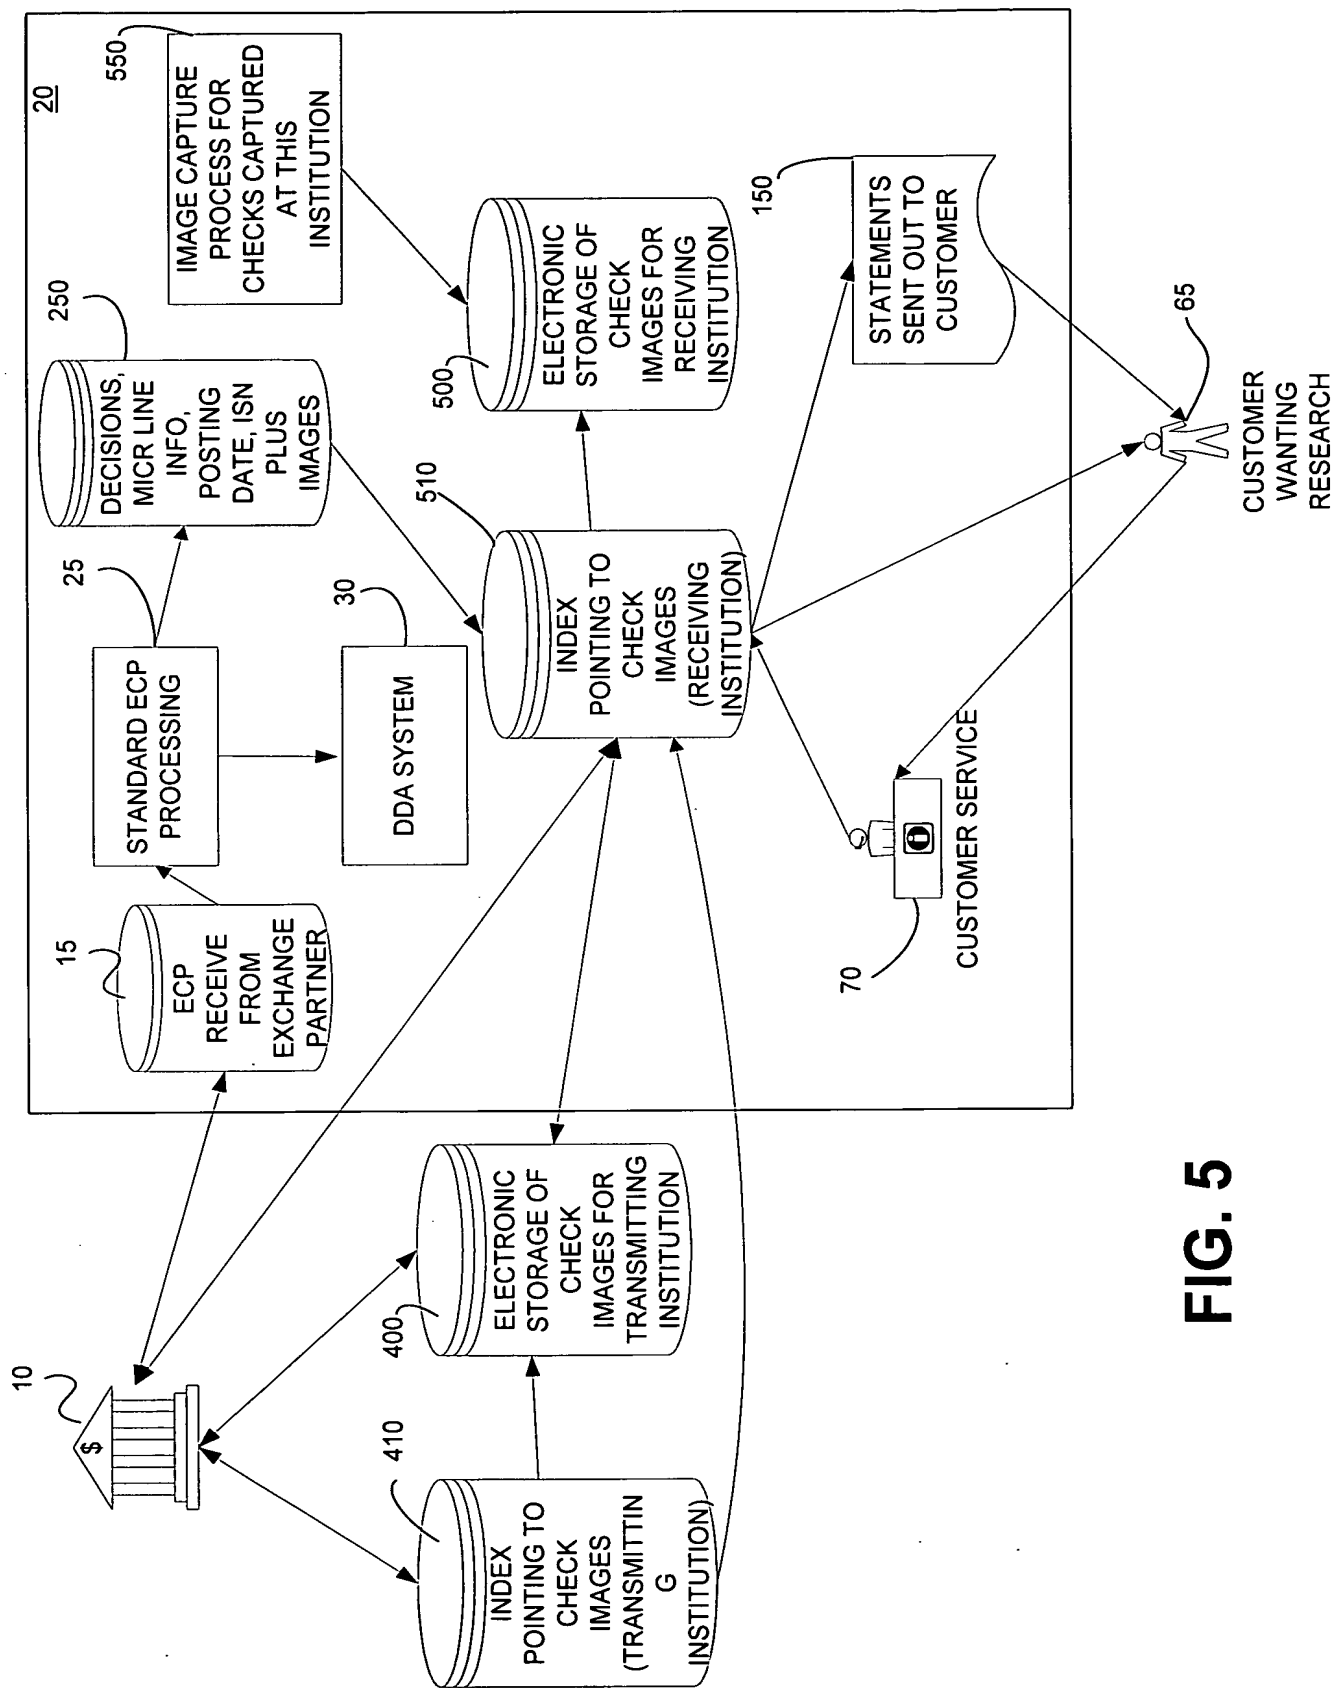 20
10
$
15
ECP
RECEIVE
FROM
EXCHANGE
PARTNER
25
STANDARD ECP
PROCESSING
250
DECISIONS,
MICR LINE
INFO,
POSTING
DATE, ISN
PLUS
IMAGES
550
IMAGE CAPTURE
PROCESS FOR
CHECKS CAPTURED
AT THIS
INSTITUTION
30
DDA SYSTEM
410
INDEX
POINTING TO
CHECK
IMAGES
(TRANSMITTIN
G
INSTITUTION)
400
ELECTRONIC
STORAGE OF
CHECK
IMAGES FOR
TRANSMITTING
INSTITUTION
510
INDEX
POINTING TO
CHECK
IMAGES
(RECEIVING
INSTITUTION)
500
ELECTRONIC
STORAGE OF
CHECK
IMAGES FOR
RECEIVING
INSTITUTION
70
i
CUSTOMER SERVICE
150
STATEMENTS
SENT OUT TO
CUSTOMER
65
CUSTOMER
WANTING
RESEARCH
FIG. 5